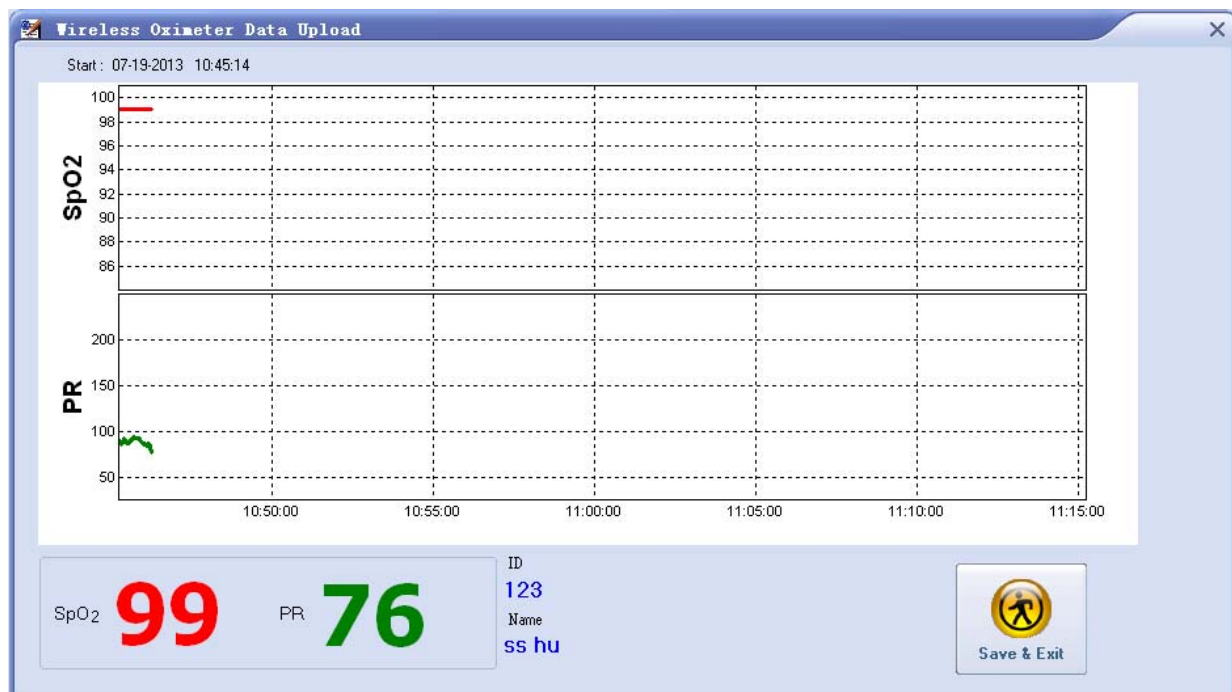 Wireless Oximeter Data Upload
Start : 07-19-2013 10:45:14
100
98
96
94
92
90
88
86
SpO2
200
150
100
50
PR
10:50:00 10:55:00 11:00:00 11:05:00 11:10:00 11:15:00
SpO2 99 PR 76
ID
123
Name
ss hu
Save & Exit